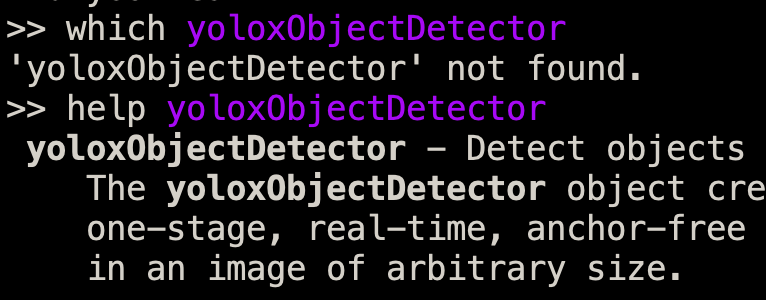 >> which yoloxObjectDetector
'yoloxObjectDetector' not found.
>> help yoloxObjectDetector
yoloxObjectDetector – Detect objects
The yoloxObjectDetector object cre
one-stage, real-time, anchor-free
in an image of arbitrary size.